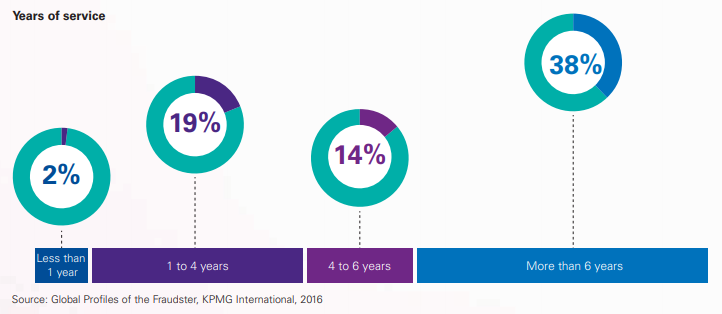 Years of service
38%
19%
14%
2%
Less than
1 year
1 to 4 years
4 to 6 years
More than 6 years
Source: Global Profiles of the Fraudster, KPMG International, 2016